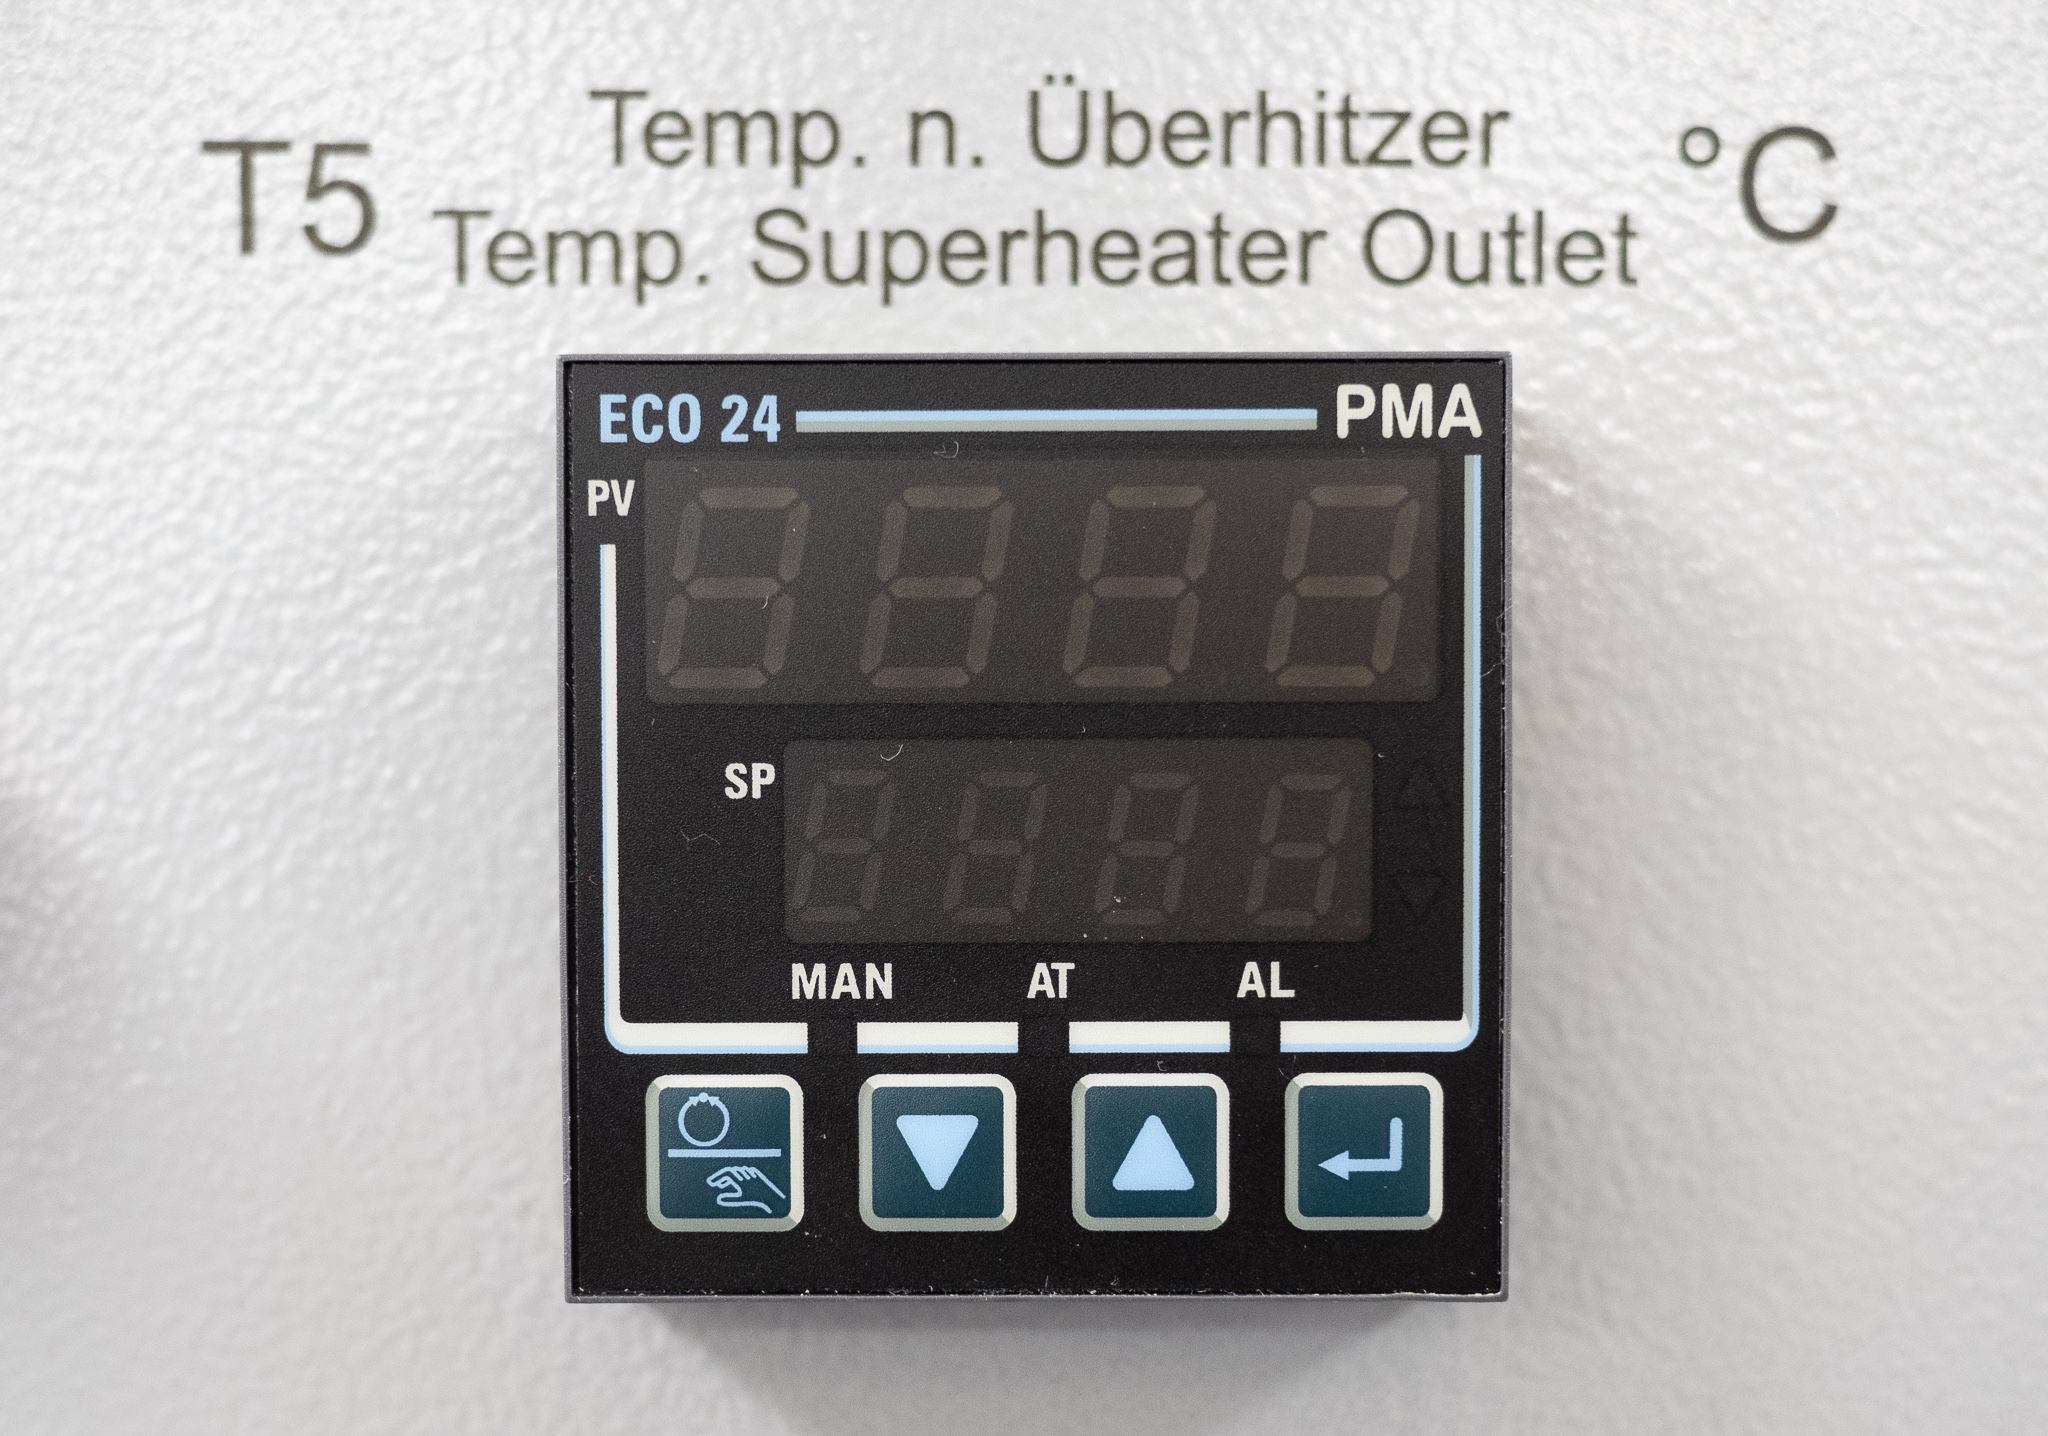 T5
Temp. n. Überhitzer
Temp. Superheater Outlet
°C
ECO 24
PMA
PV
SP
MAN AT AL